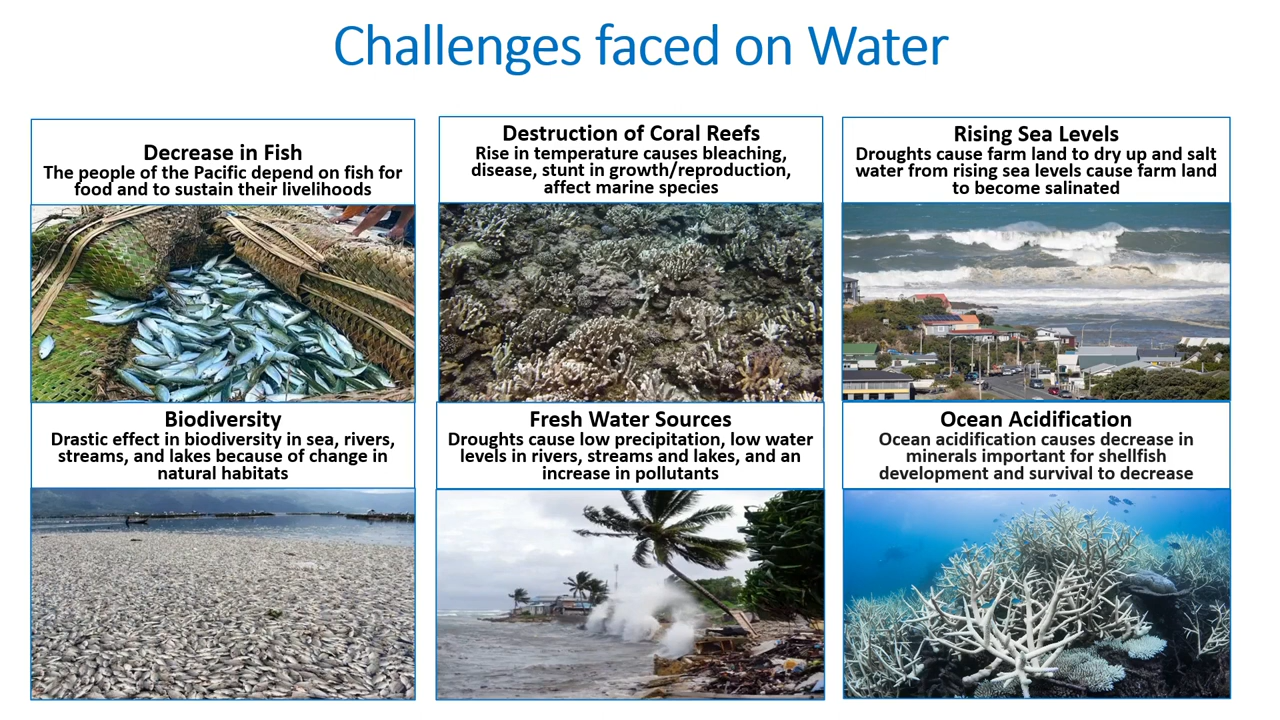 Challenges faced on Water
Decrease in Fish
The people of the Pacific depend on fish for
food and to sustain their livelihoods
Destruction of Coral Reefs
Rise in temperature causes bleaching,
disease, stunt in growth/reproduction,
affect marine species
Rising Sea Levels
Droughts cause farm land to dry up and salt
water from rising sea levels cause farm land
to become salinated
Biodiversity
Drastic effect in biodiversity in sea, rivers,
streams, and lakes because of change in
natural habitats
Fresh Water Sources
Droughts cause low precipitation, low water
levels in rivers, streams and lakes, and an
increase in pollutants
Ocean Acidification
Ocean acidification causes decrease in
minerals important for shellfish
development and survival to decrease